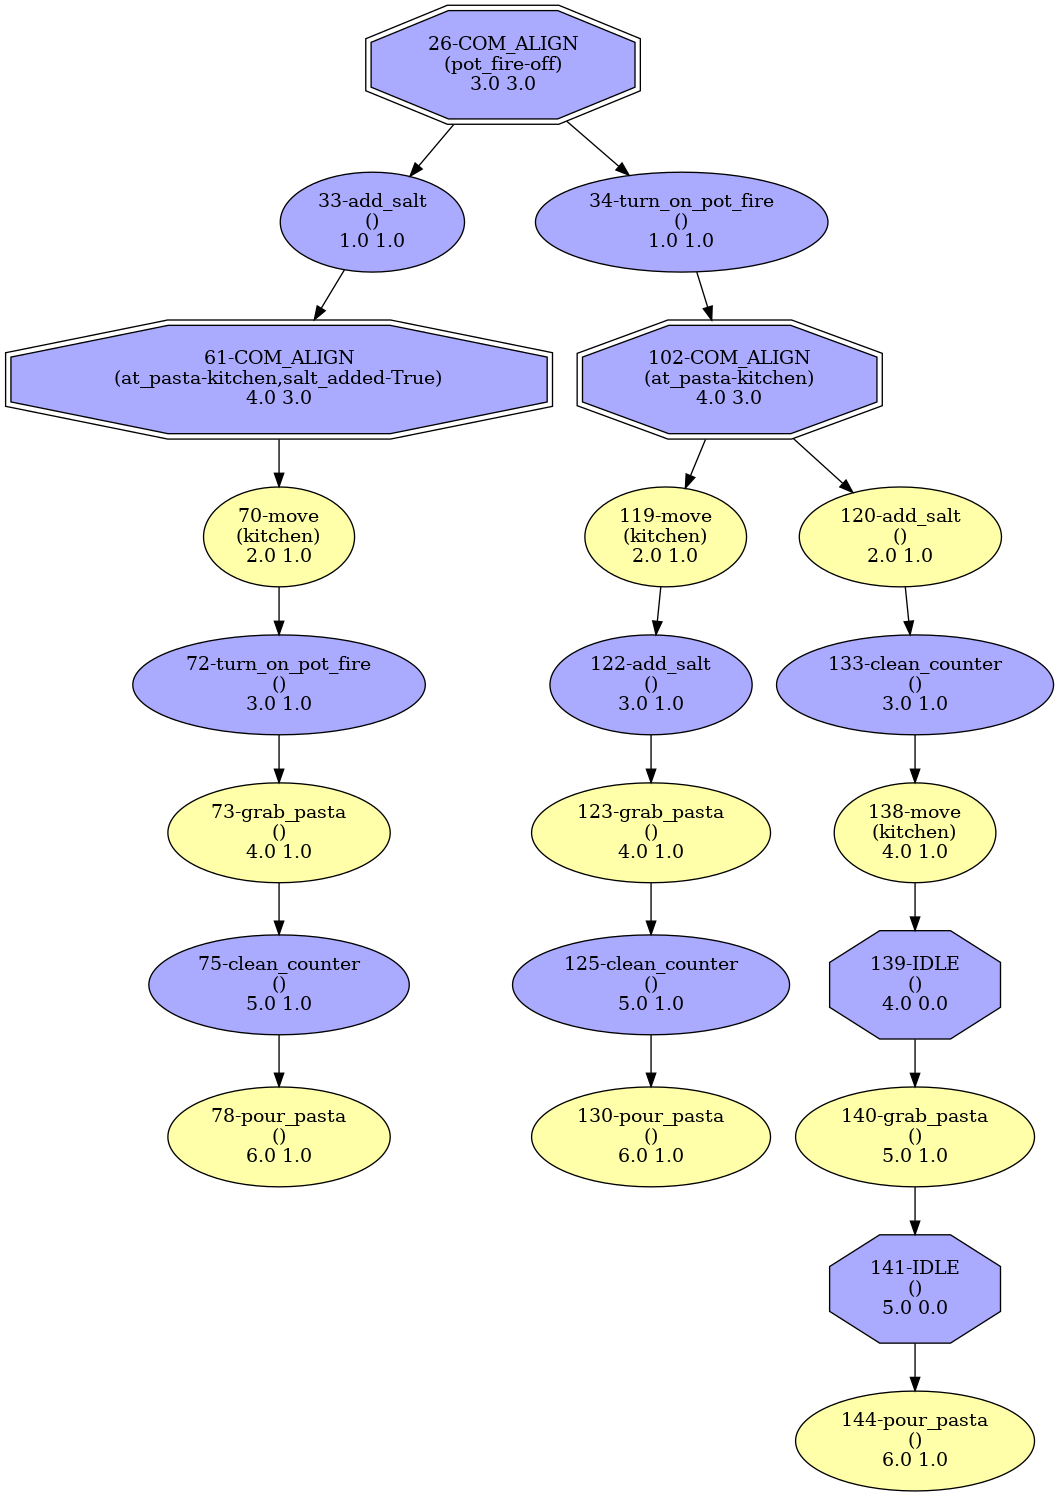 26-COM_ALIGN
(pot_fire-off)
3.0 3.0
33-add_salt
()
1.0 1.0
34-turn_on_pot_fire
()
1.0 1.0
61-COM_ALIGN
(at_pasta-kitchen,salt_added-True)
4.0 3.0
102-COM_ALIGN
(at_pasta-kitchen)
4.0 3.0
70-move
(kitchen)
2.0 1.0
119-move
(kitchen)
2.0 1.0
120-add_salt
()
2.0 1.0
72-turn_on_pot_fire
()
3.0 1.0
122-add_salt
()
3.0 1.0
133-clean_counter
()
3.0 1.0
73-grab_pasta
()
4.0 1.0
123-grab_pasta
()
4.0 1.0
138-move
(kitchen)
4.0 1.0
75-clean_counter
()
5.0 1.0
125-clean_counter
()
5.0 1.0
139-IDLE
()
4.0 0.0
78-pour_pasta
()
6.0 1.0
130-pour_pasta
()
6.0 1.0
140-grab_pasta
()
5.0 1.0
141-IDLE
()
5.0 0.0
144-pour_pasta
()
6.0 1.0